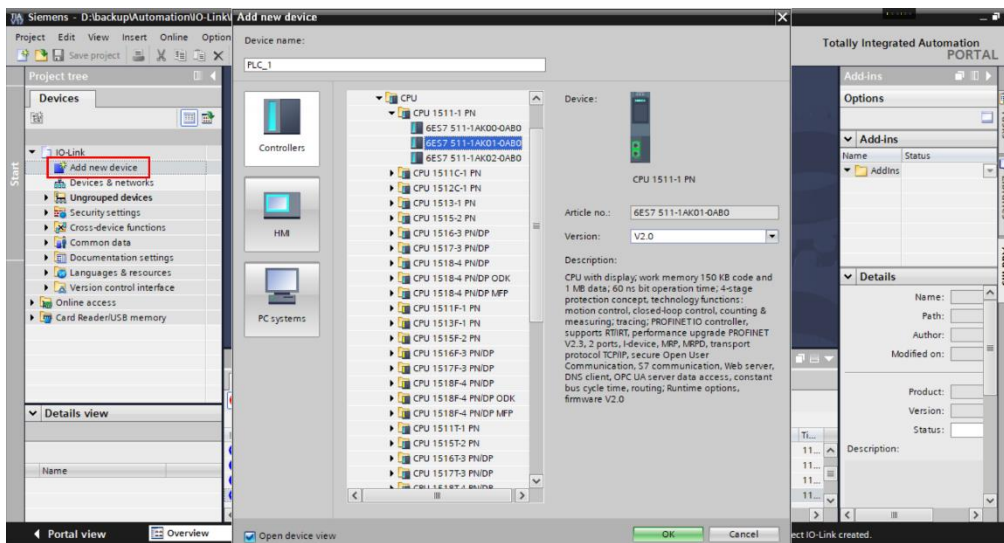 Siemens - D:\backup\Automation\IO-Link\
Add new device
Project Edit View Insert Online Option
Save project
Totally Integrated Automation
PORTAL
Project tree
Devices
Start
IO-Link
Add new device
Devices & networks
Ungrouped devices
Security settings
Cross-device functions
Common data
Documentation settings
Languages & resources
Version control interface
Online access
Card Reader/USB memory
Details view
Name
Portal view
Overview
Device name:
PLC_1
Controllers
HMI
PC systems
CPU
CPU 1511-1 PN
6ES7 511-1AK00-0AB0
6ES7 511-1AK01-0AB0
6ES7 511-1AK02-0AB0
CPU 1511C-1 PN
CPU 1512C-1 PN
CPU 1513-1 PN
CPU 1515-2 PN
CPU 1516-3 PN/DP
CPU 1517-3 PN/DP
CPU 1518-4 PN/DP
CPU 1518-4 PN/DP ODK
CPU 1518-4 PN/DP MFP
CPU 1511F-1 PN
CPU 1513F-1 PN
CPU 1515F-2 PN
CPU 1516F-3 PN/DP
CPU 1517F-3 PN/DP
CPU 1518F-4 PN/DP
CPU 1518F-4 PN/DP ODK
CPU 1518F-4 PN/DP MFP
CPU 1511T-1 PN
CPU 1515T-2 PN
CPU 1516T-3 PN/DP
CPU 1517T-3 PN/DP
Device:
CPU 1511-1 PN
Article no.: 6ES7 511-1AK01-0AB0
Version: V2.0
Description:
CPU with display; work memory 150 KB code and
1 MB data; 60 ns bit operation time; 4-stage
protection concept, technology functions:
motion control, closed-loop control, counting &
measuring; tracing; PROFINET IO controller,
supports RT/IRT, performance upgrade PROFINET
V2.3, 2 ports, I-device, MRP, MRPD, transport
protocol TCP/IP, secure Open User
Communication, S7 communication, Web server,
DNS client, OPC UA server data access, constant
bus cycle time, routing; Runtime options,
firmware V2.0
Open device view
OK Cancel
Add-ins
Options
Add-ins
Name Status
AddIns
Details
Name:
Path:
Author:
Modified on:
Product:
Version:
Status:
Description:
Ti...
11...
11...
11...
11...
ect IO-Link created.